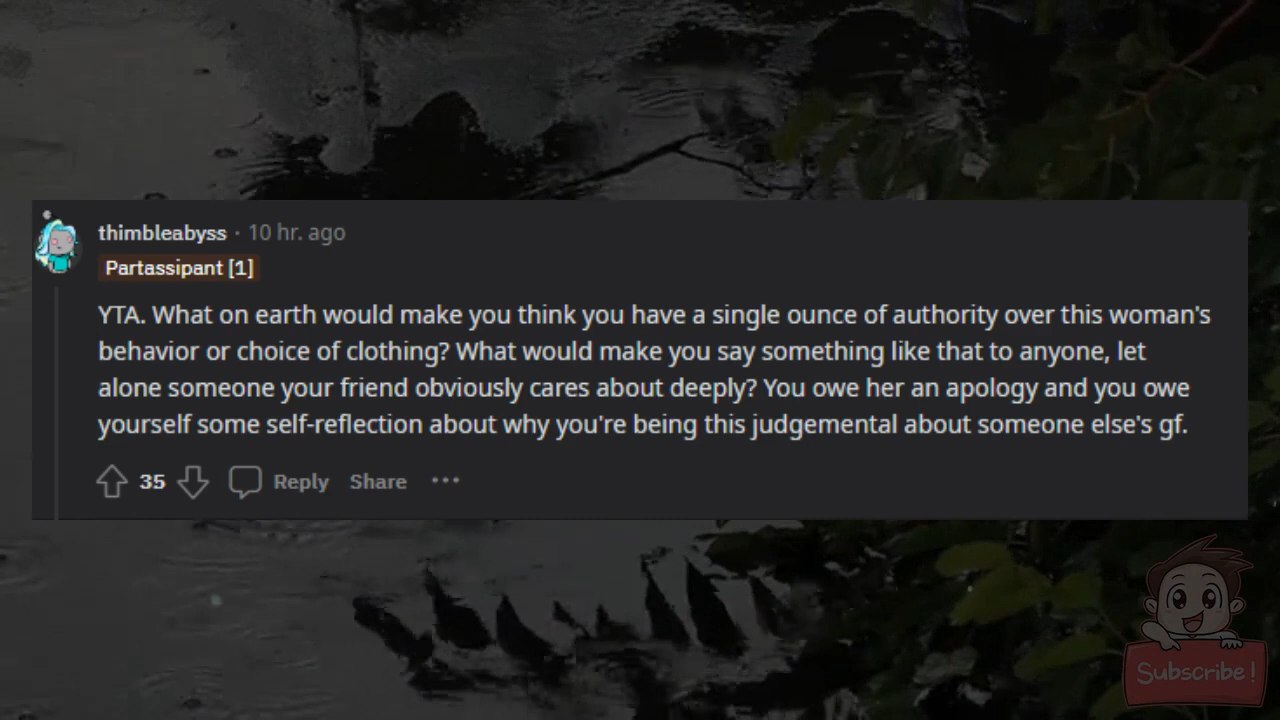 thimbleabyss · 10 hr. ago
Partassipant [1]
YTA. What on earth would make you think you have a single ounce of authority over this woman's
behavior or choice of clothing? What would make you say something like that to anyone, let
alone someone your friend obviously cares about deeply? You owe her an apology and you owe
yourself some self-reflection about why you're being this judgemental about someone else's gf.
35 Reply Share ···
Subscribe!